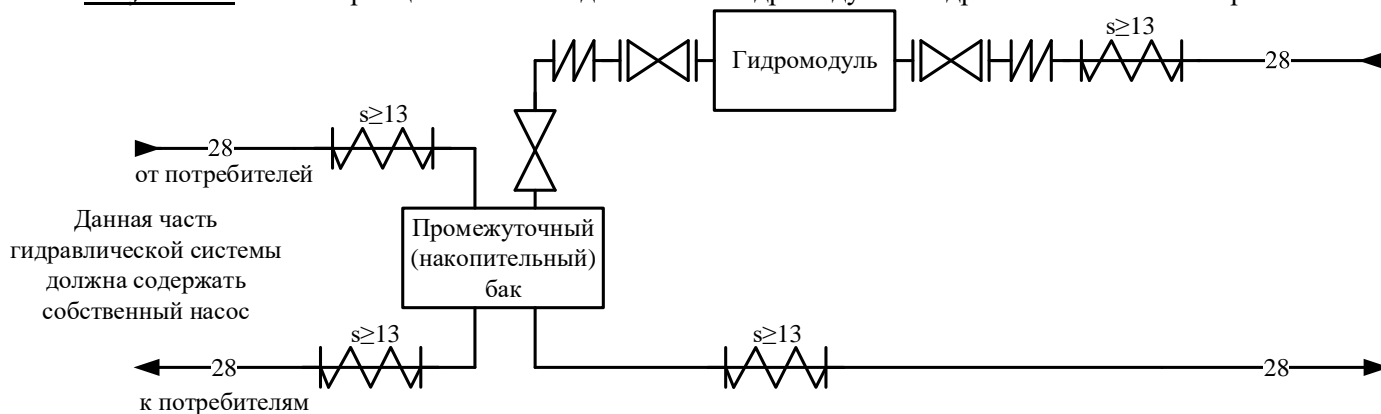 s≥13
Гидромодуль
28
s≥13
28
от потребителей
Данная часть
гидравлической системы
должна содержать
собственный насос
Промежуточный
(накопительный)
бак
s≥13
28
к потребителям
s≥13
28